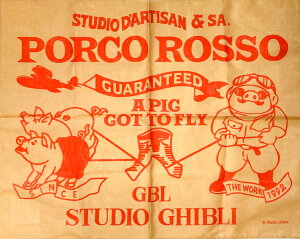 STUDIO D'ARTISAN & SA.
PORCO ROSSO
GUARANTEED
A PIG
GOT TO FLY
SINCE
THE WORK 1992
GBL
STUDIO GHIBLI
© Studio Ghibli